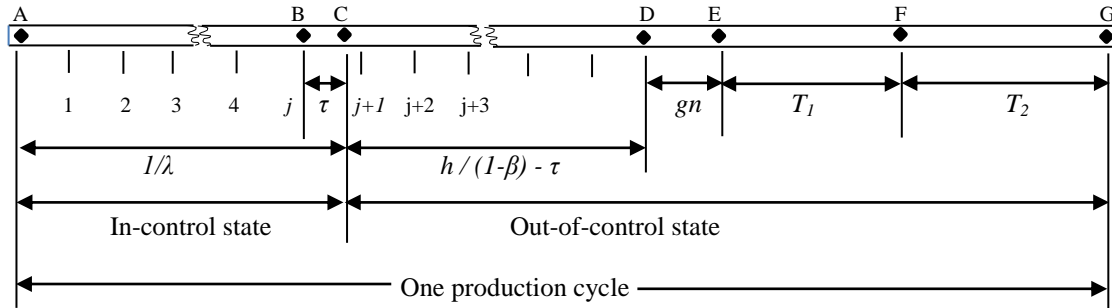 A B C D E F G
1 2 3 4 j τ j+1 j+2 j+3 gn T1 T2
1/λ h / (1-β) - τ
In-control state Out-of-control state
One production cycle